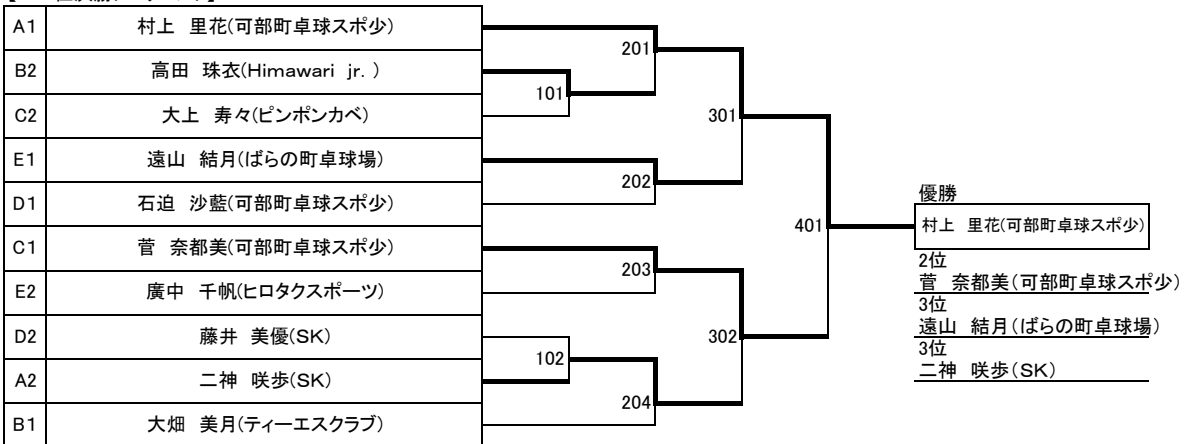 A1 村上 里花(可部町卓球スポ少)
B2 高田 珠衣(Himawari jr. )
C2 大上 寿々(ピンポンカベ)
E1 遠山 結月(ばらの町卓球場)
D1 石迫 沙藍(可部町卓球スポ少)
C1 菅 奈都美(可部町卓球スポ少)
E2 廣中 千帆(ヒロタクスポーツ)
D2 藤井 美優(SK)
A2 二神 咲歩(SK)
B1 大畑 美月(ティーエスクラブ)
101
102
201
202
203
204
301
302
401
優勝
村上 里花(可部町卓球スポ少)
2位
菅 奈都美(可部町卓球スポ少)
3位
遠山 結月(ばらの町卓球場)
3位
二神 咲歩(SK)